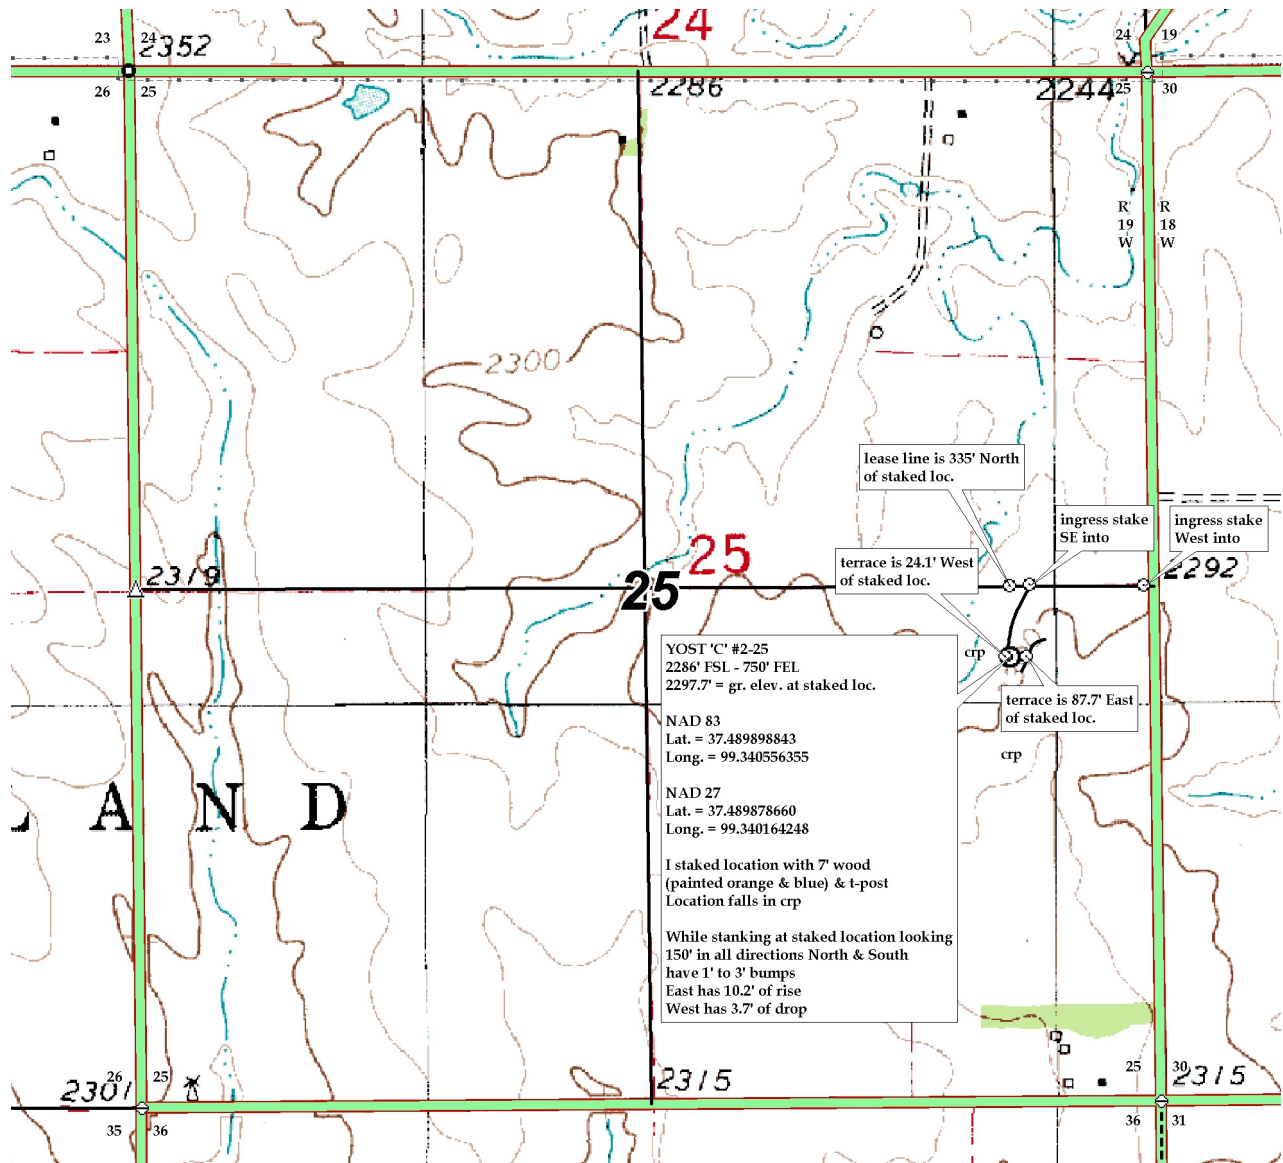 24
23 24
2352
26 25
2286
24 19
2244
25 30
R R
19 18
W W
2300
lease line is 335' North
of staked loc.
ingress stake
SE into
ingress stake
West into
terrace is 24.1' West
of staked loc.
25
2319
25
2292
YOST 'C' #2-25
2286' FSL - 750' FEL
2297.7' = gr. elev. at staked loc.
NAD 83
Lat. = 37.489898843
Long. = 99.340556355
NAD 27
Lat. = 37.489878660
Long. = 99.340164248
I staked location with 7' wood
(painted orange & blue) & t-post
Location falls in crp
While stanking at staked location looking
150' in all directions North & South
have 1' to 3' bumps
East has 10.2' of rise
West has 3.7' of drop
crp
terrace is 87.7' East
of staked loc.
crp
L A N D
26 25
2301
2315
25 30
2315
35 36
36 31